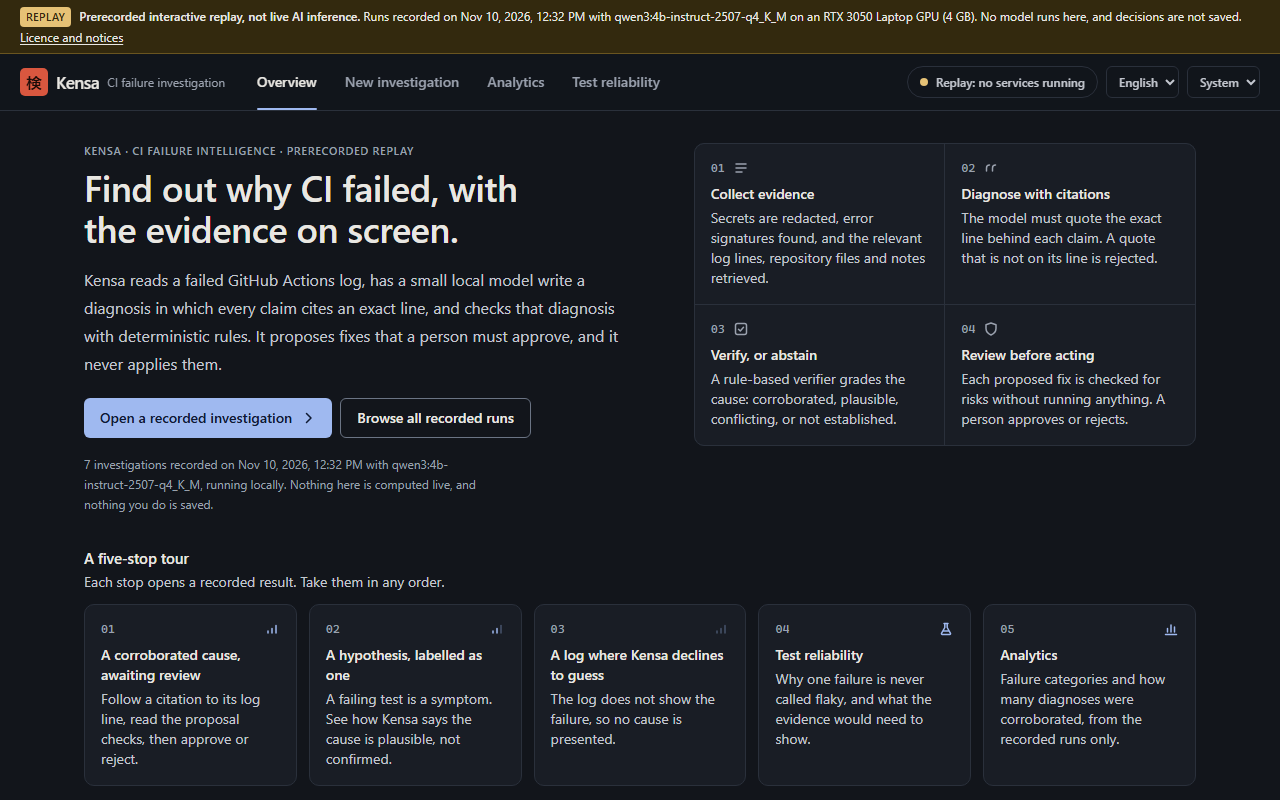 REPLAY Prerecorded interactive replay, not live AI inference. Runs recorded on Nov 10, 2026, 12:32 PM with qwen3:4b-instruct-2507-q4_K_M on an RTX 3050 Laptop GPU (4 GB). No model runs here, and decisions are not saved.
Licence and notices
検 Kensa CI failure investigation Overview New investigation Analytics Test reliability Replay: no services running English System
KENSA · CI FAILURE INTELLIGENCE · PRERECORDED REPLAY
Find out why CI failed, with
the evidence on screen.
Kensa reads a failed GitHub Actions log, has a small local model write a
diagnosis in which every claim cites an exact line, and checks that diagnosis
with deterministic rules. It proposes fixes that a person must approve, and it
never applies them.
Open a recorded investigation Browse all recorded runs
7 investigations recorded on Nov 10, 2026, 12:32 PM with qwen3:4b-
instruct-2507-q4_K_M, running locally. Nothing here is computed live, and
nothing you do is saved.
01
Collect evidence
Secrets are redacted, error
signatures found, and the relevant
log lines, repository files and notes
retrieved.
02
Diagnose with citations
The model must quote the exact
line behind each claim. A quote
that is not on its line is rejected.
03
Verify, or abstain
A rule-based verifier grades the
cause: corroborated, plausible,
conflicting, or not established.
04
Review before acting
Each proposed fix is checked for
risks without running anything. A
person approves or rejects.
A five-stop tour
Each stop opens a recorded result. Take them in any order.
01
A corroborated cause,
awaiting review
Follow a citation to its log
line, read the proposal
checks, then approve or
reject.
02
A hypothesis, labelled as
one
A failing test is a symptom.
See how Kensa says the
cause is plausible, not
confirmed.
03
A log where Kensa declines
to guess
The log does not show the
failure, so no cause is
presented.
04
Test reliability
Why one failure is never
called flaky, and what the
evidence would need to
show.
05
Analytics
Failure categories and how
many diagnoses were
corroborated, from the
recorded runs only.